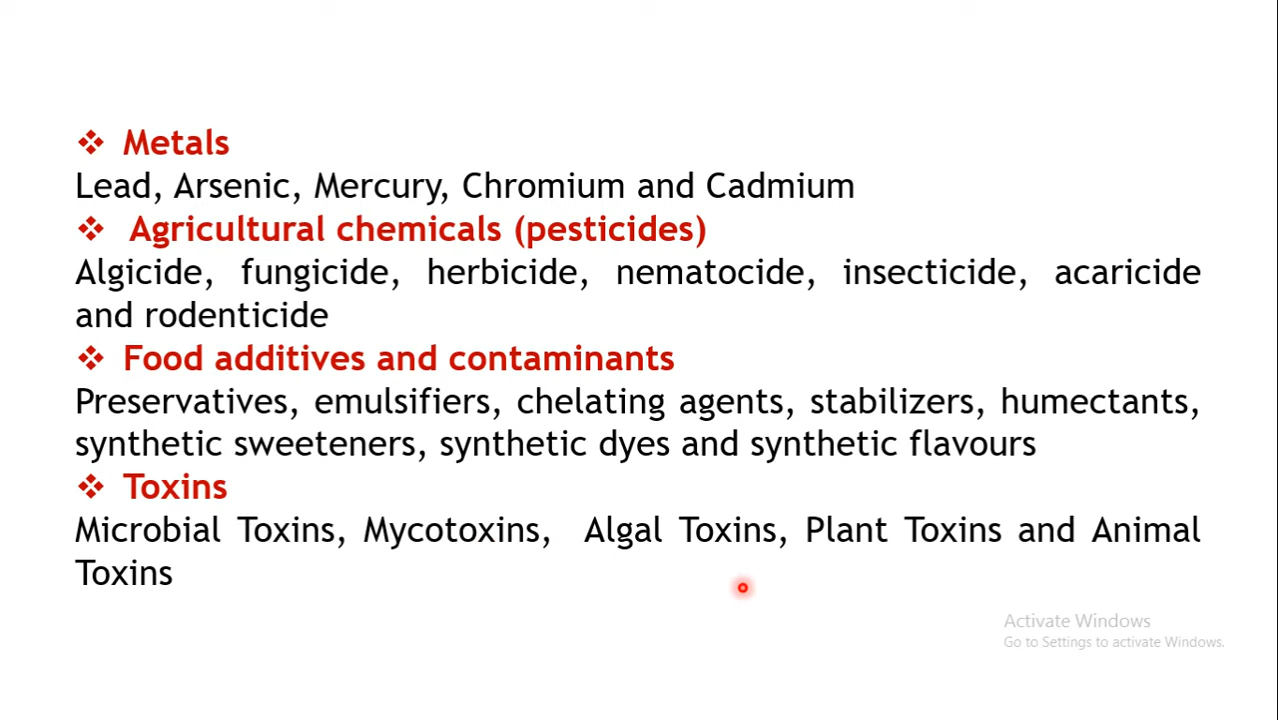 ❖ Metals
Lead, Arsenic, Mercury, Chromium and Cadmium
❖ Agricultural chemicals (pesticides)
Algicide, fungicide, herbicide, nematocide, insecticide, acaricide
and rodenticide
❖ Food additives and contaminants
Preservatives, emulsifiers, chelating agents, stabilizers, humectants,
synthetic sweeteners, synthetic dyes and synthetic flavours
❖ Toxins
Microbial Toxins, Mycotoxins, Algal Toxins, Plant Toxins and Animal
Toxins
Activate Windows
Go to Settings to activate Windows.